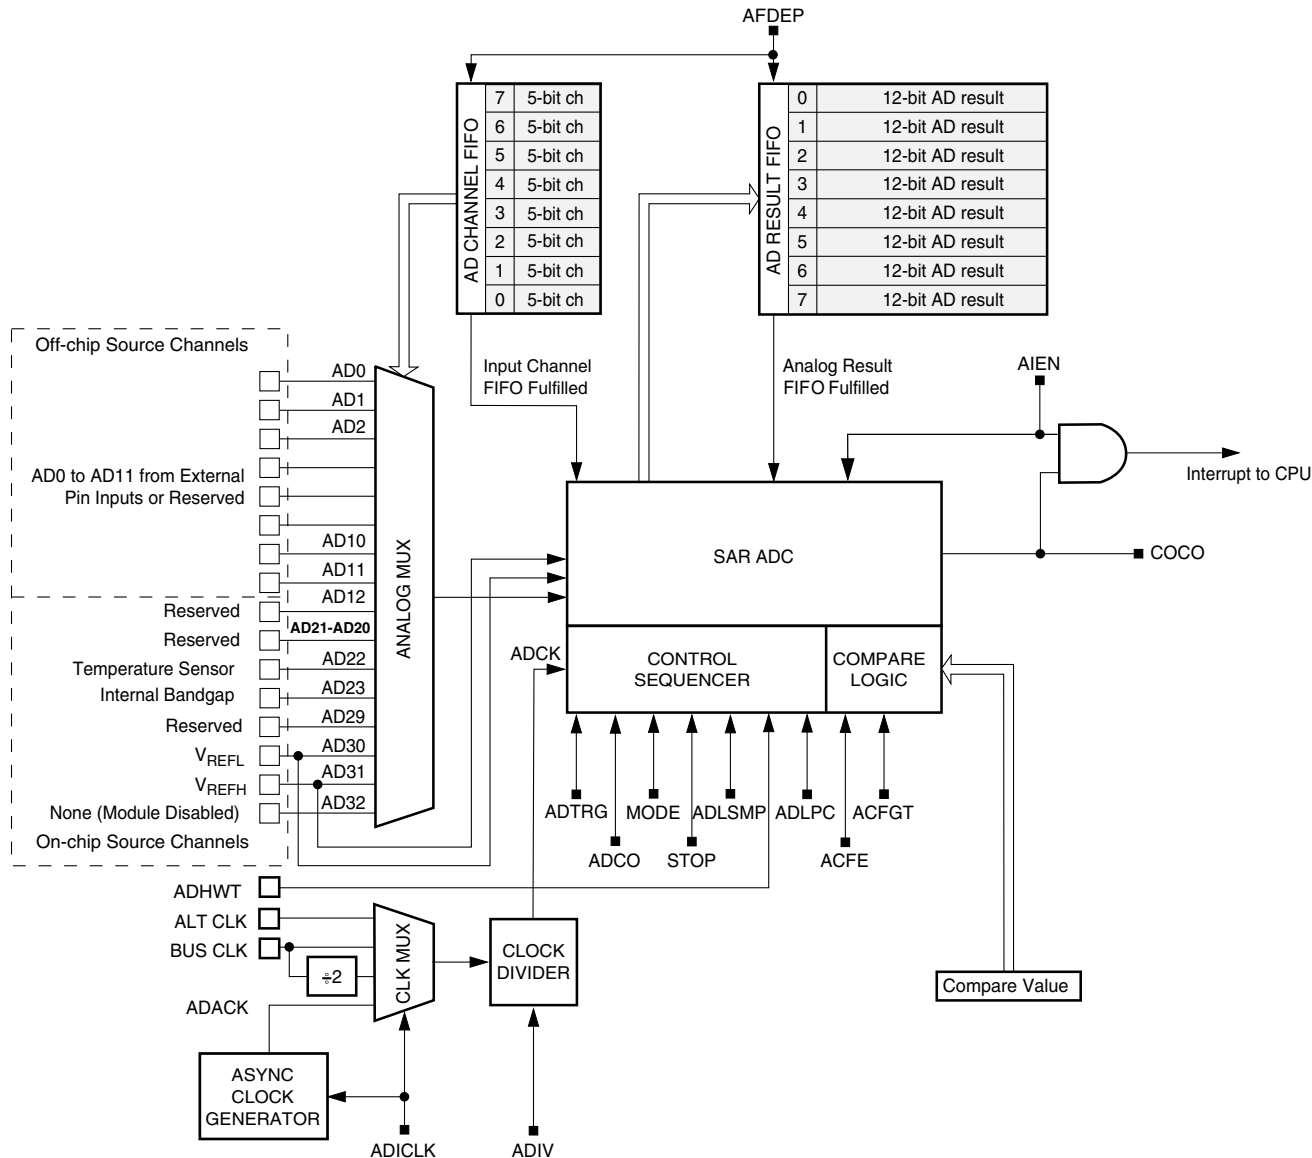 AFDEP
AD CHANNEL FIFO
7 5-bit ch
6 5-bit ch
5 5-bit ch
4 5-bit ch
3 5-bit ch
2 5-bit ch
1 5-bit ch
0 5-bit ch
AD RESULT FIFO
0 12-bit AD result
1 12-bit AD result
2 12-bit AD result
3 12-bit AD result
4 12-bit AD result
5 12-bit AD result
6 12-bit AD result
7 12-bit AD result
Off-chip Source Channels
AD0
AD1
AD2
AD0 to AD11 from External
Pin Inputs or Reserved
AD10
AD11
AD12
Reserved
AD21-AD20
Reserved
Temperature Sensor
AD22
Internal Bandgap
AD23
Reserved
AD29
VREFL
AD30
VREFH
AD31
None (Module Disabled)
AD32
On-chip Source Channels
ANALOG MUX
Input Channel
FIFO Fulfilled
Analog Result
FIFO Fulfilled
AIEN
Interrupt to CPU
SAR ADC
COCO
ADCK
CONTROL
SEQUENCER
COMPARE
LOGIC
ADTRG
MODE
ADLSMP
ADLPC
ACFGT
ADCO
STOP
ACFE
ADHWT
ALT CLK
BUS CLK
÷2
CLK MUX
CLOCK
DIVIDER
Compare Value
ADACK
ASYNC
CLOCK
GENERATOR
ADICLK
ADIV